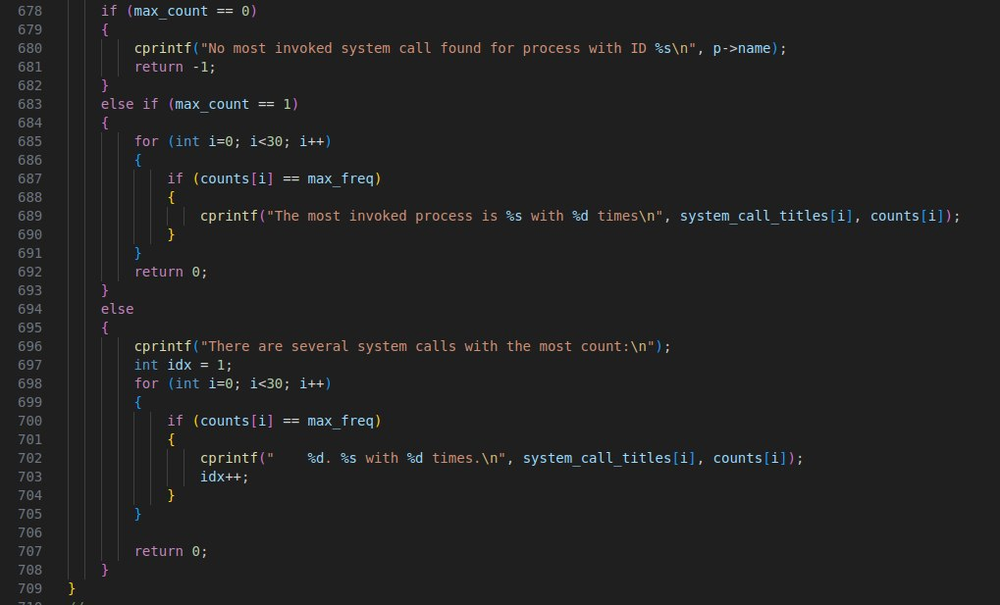 678 if (max_count == 0)
679 {
680 cprintf("No most invoked system call found for process with ID %s\n", p->name);
681 return -1;
682 }
683 else if (max_count == 1)
684 {
685 for (int i=0; i<30; i++)
686 {
687 if (counts[i] == max_freq)
688 {
689 cprintf("The most invoked process is %s with %d times\n", system_call_titles[i], counts[i]);
690 }
691 }
692 return 0;
693 }
694 else
695 {
696 cprintf("There are several system calls with the most count:\n");
697 int idx = 1;
698 for (int i=0; i<30; i++)
699 {
700 if (counts[i] == max_freq)
701 {
702 cprintf("    %d. %s with %d times.\n", system_call_titles[i], counts[i]);
703 idx++;
704 }
705 }
706
707 return 0;
708 }
709 }